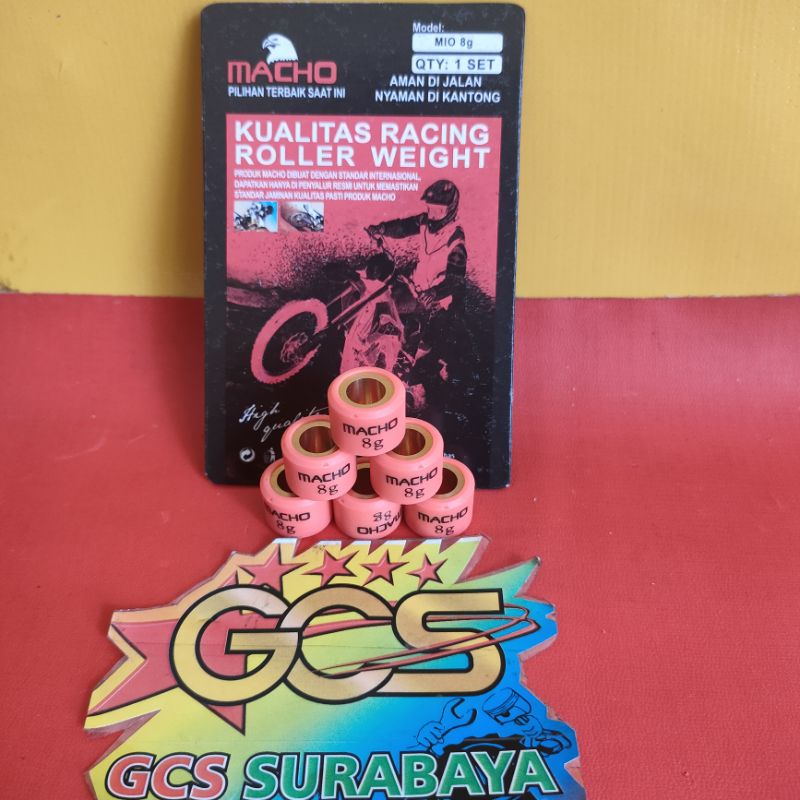 MACHO
PILIHAN TERBAIK SAAT INI
Model:
MIO 8g
QTY: 1 SET
AMAN DI JALAN
NYAMAN DI KANTONG
KUALITAS RACING
ROLLER WEIGHT
PRODUK MACHO DIBUAT DENGAN STANDAR INTERNASIONAL,
DAPATKAN HANYA DI PENYALUR RESMI UNTUK MEMASTIKAN
STANDAR JAMINAN KUALITAS PASTI PRODUK MACHO
High
quality
MACHO
8g
MACHO
8g
MACHO
8g
MACHO
8g
MACHO
8g
MACHO
8g
GCS
GCS SURABAYA